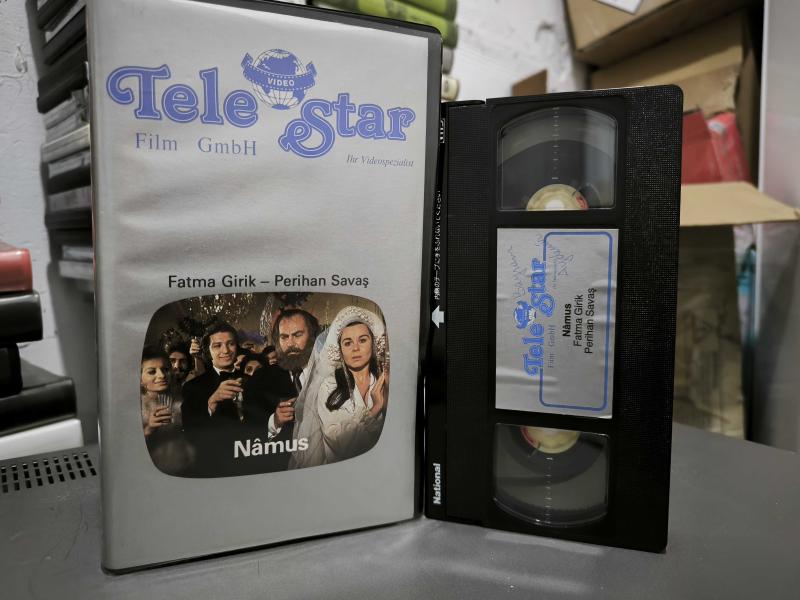 Tele Star
VIDEO
Film GmbH
Ihr Videospezialist
Fatma Girik – Perihan Savaş
Nâmus
Tele Star
Film GmbH
Nâmus
Fatma Girik
Perihan Savaş
National